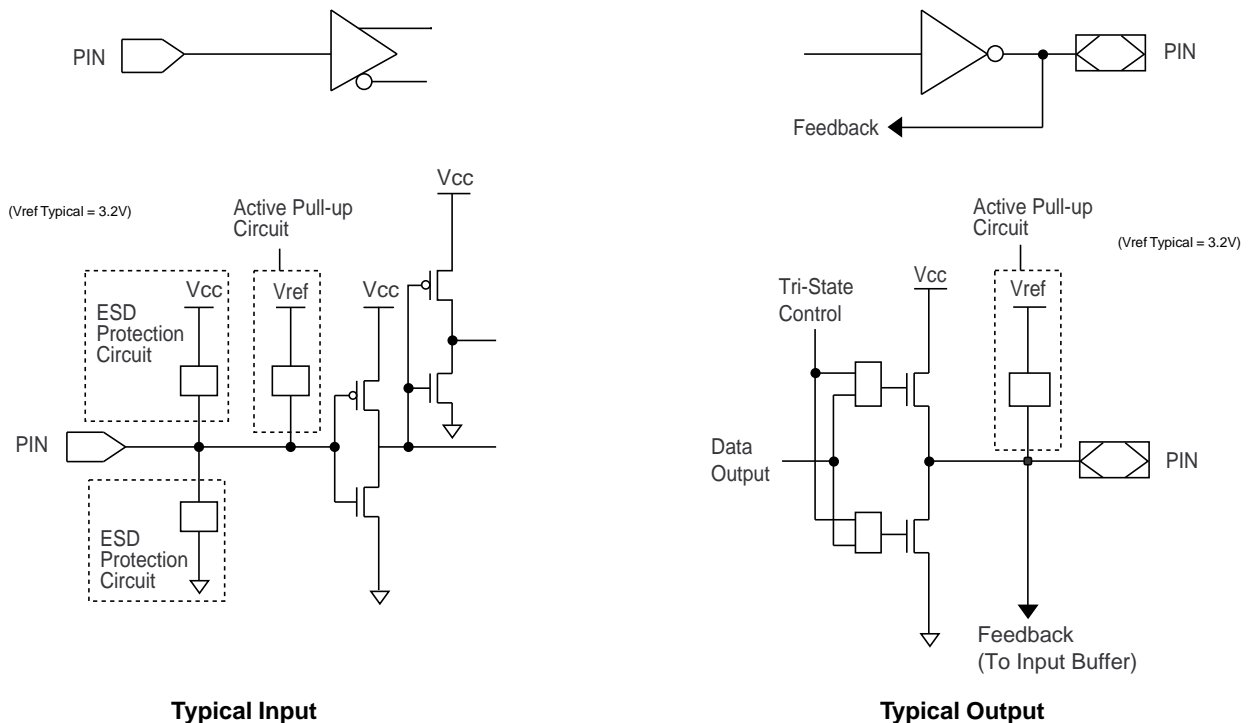 PIN
PIN
Feedback
(Vref Typical = 3.2V)
Active Pull-up
Circuit
Vcc
ESD
Protection
Circuit
Vcc
Vref
Vcc
PIN
ESD
Protection
Circuit
Typical Input
Active Pull-up
Circuit
(Vref Typical = 3.2V)
Tri-State
Control
Vcc
Vref
Data
Output
PIN
Feedback
(To Input Buffer)
Typical Output